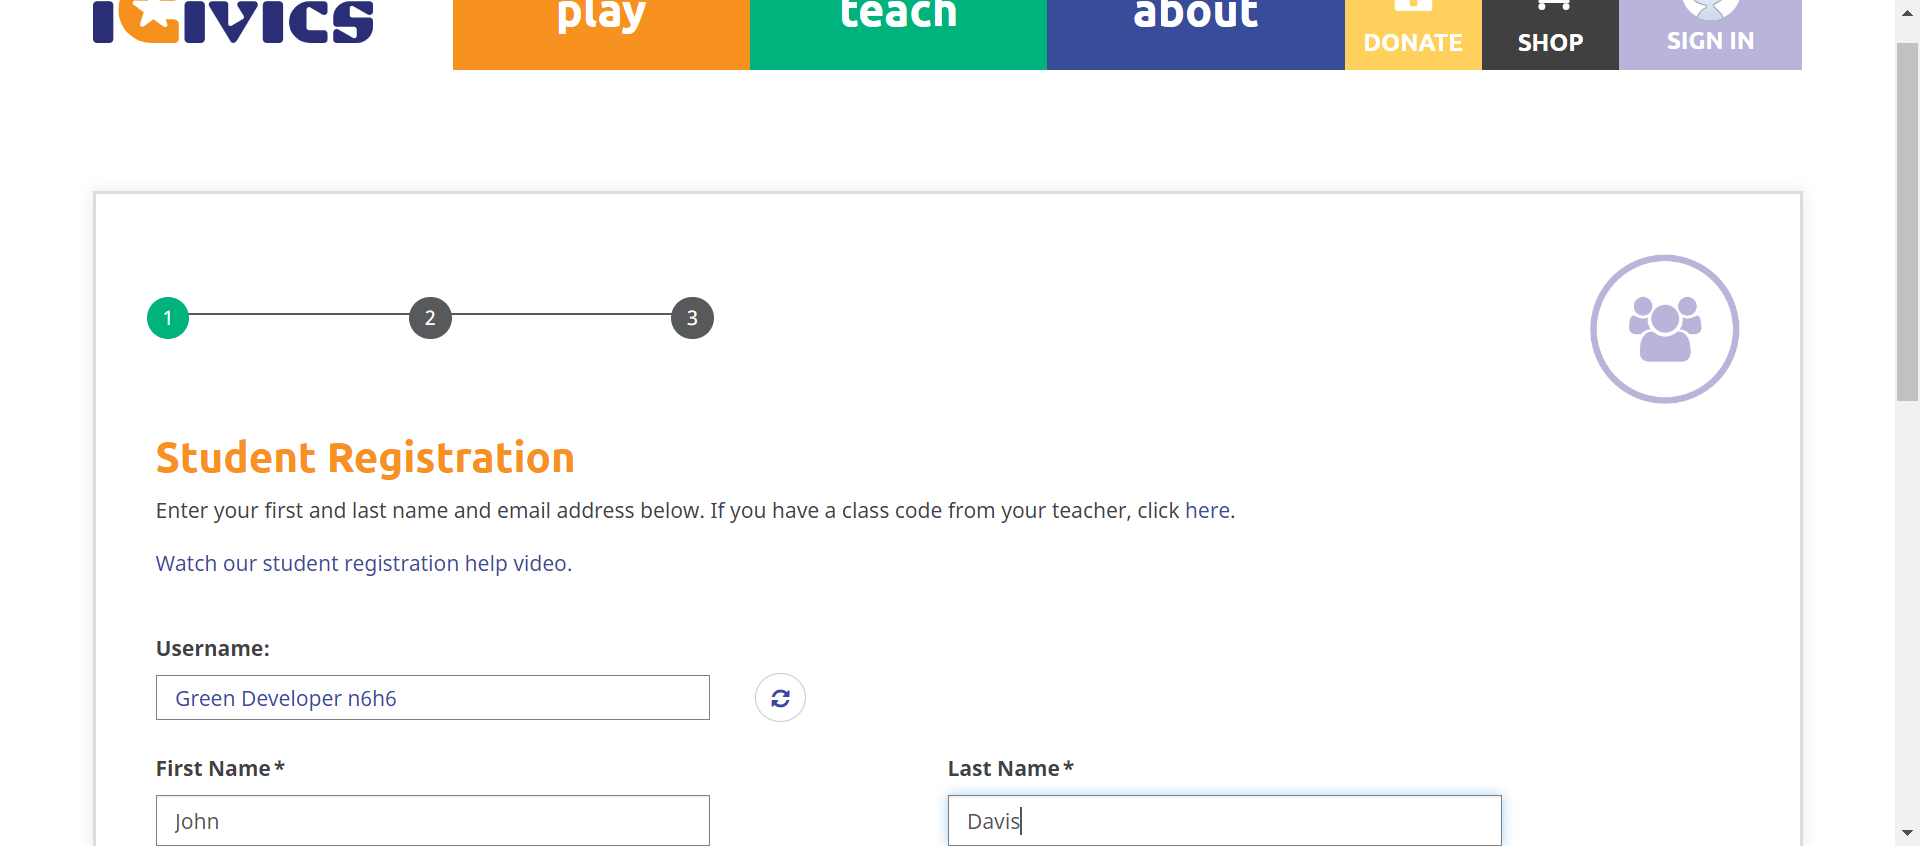 iCivics
play
teach
about
DONATE
SHOP
SIGN IN
1
2
3
Student Registration
Enter your first and last name and email address below. If you have a class code from your teacher, click here.
Watch our student registration help video.
Username:
Green Developer n6h6
First Name*
Last Name*
John
Davis